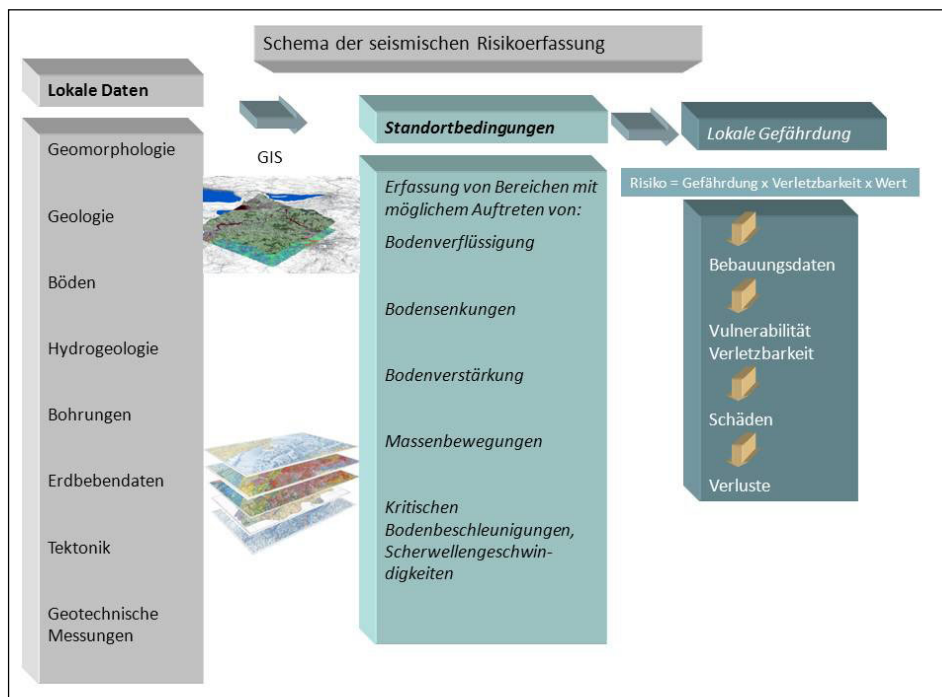 Schema der seismischen Risikoerfassung
Lokale Daten
Geomorphologie
Geologie
Böden
Hydrogeologie
Bohrungen
Erdbebendaten
Tektonik
Geotechnische
Messungen
GIS
Standortbedingungen
Erfassung von Bereichen mit
möglichem Auftreten von:
Bodenverflüssigung
Bodensenkungen
Bodenverstärkung
Massenbewegungen
Kritischen
Bodenbeschleunigungen,
Scherwellengeschwin-
digkeiten
Lokale Gefährdung
Risiko = Gefährdung x Verletzbarkeit x Wert
Bebauungsdaten
Vulnerabilität
Verletzbarkeit
Schäden
Verluste